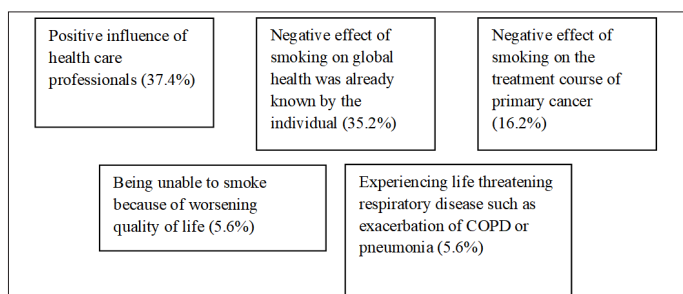 Positive influence of
health care
professionals (37.4%)
Negative effect of
smoking on global
health was already
known by the
individual (35.2%)
Negative effect of
smoking on the
treatment course of
primary cancer
(16.2%)
Being unable to smoke
because of worsening
quality of life (5.6%)
Experiencing life threatening
respiratory disease such as
exacerbation of COPD or
pneumonia (5.6%)